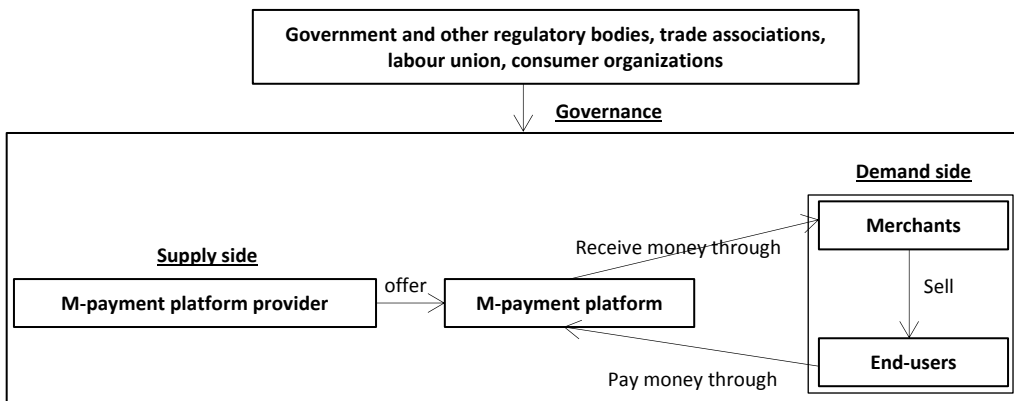 Government and other regulatory bodies, trade associations,
labour union, consumer organizations
Governance
Demand side
Merchants
Receive money through
Supply side
Sell
offer
M-payment platform provider
M-payment platform
End-users
Pay money through